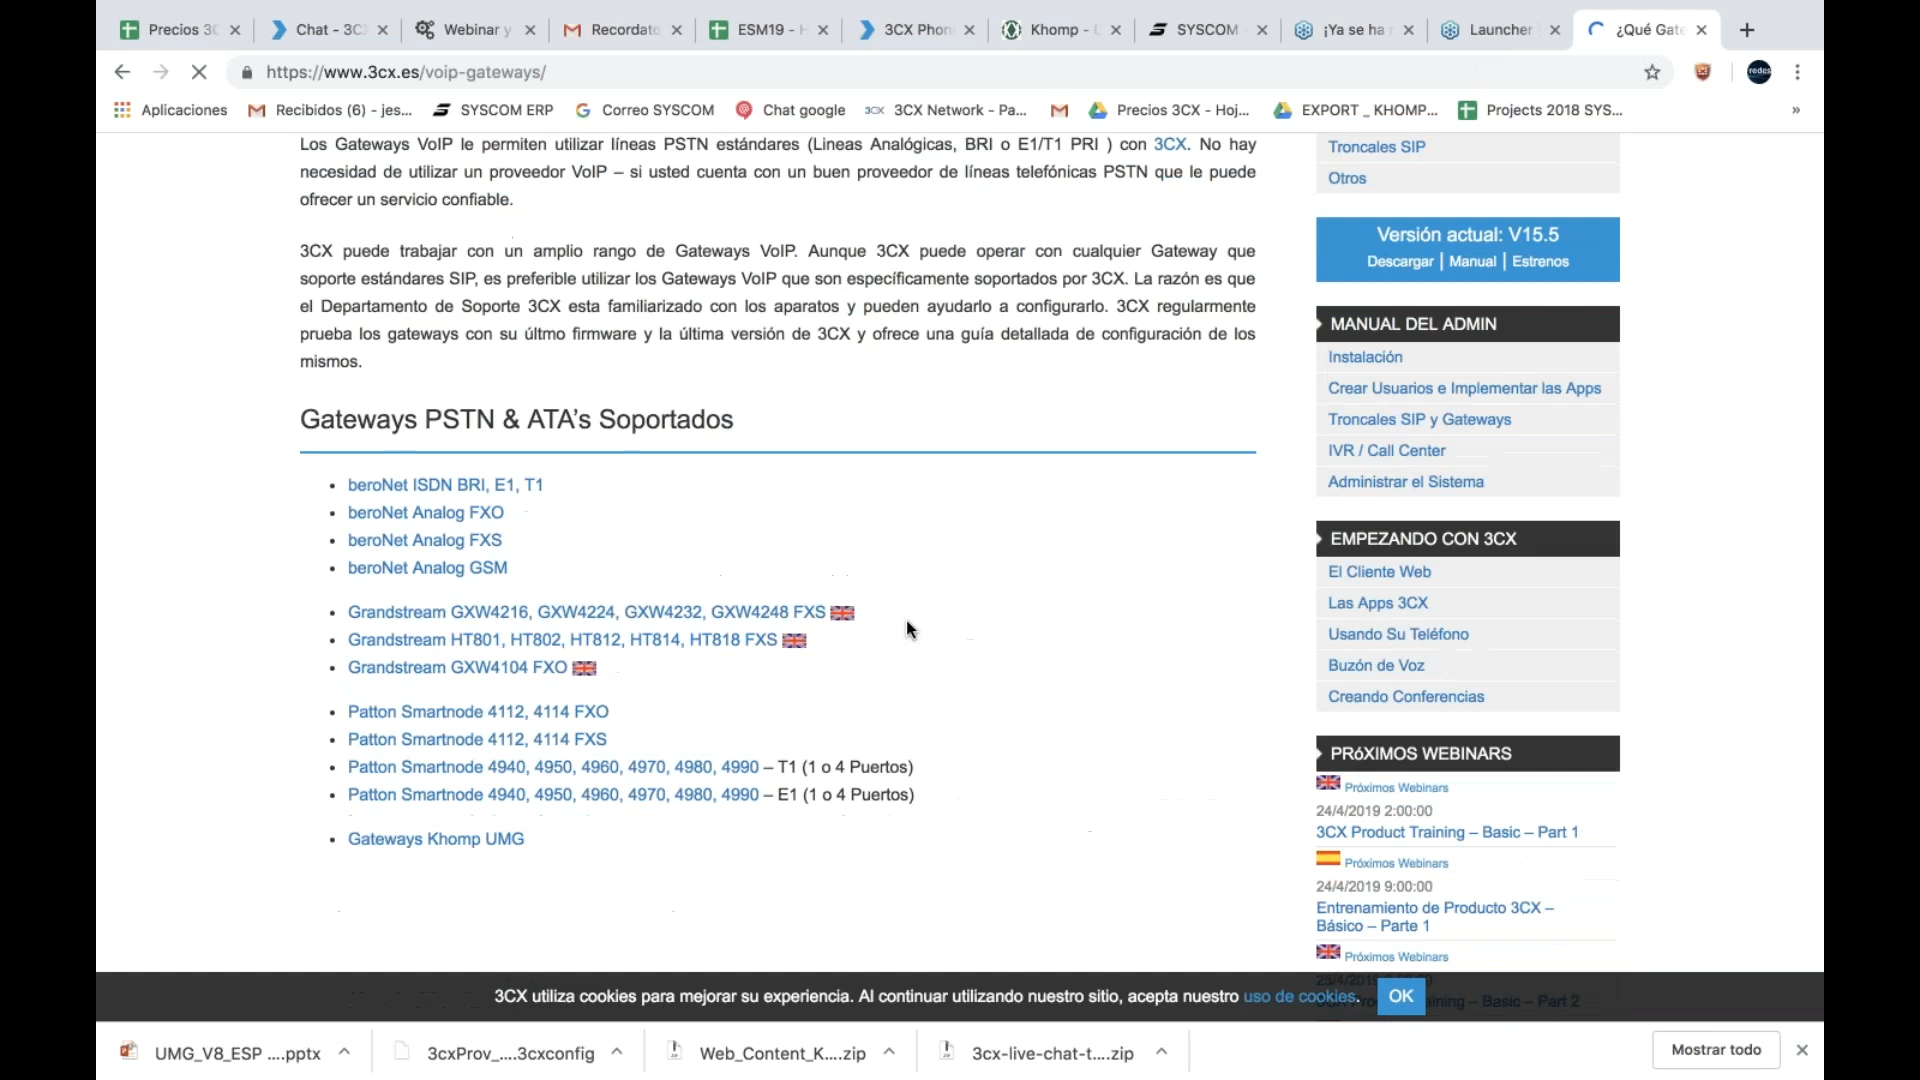 Precios 3C
Chat - 3CX
Webinar y
Recordato
ESM19 - H
3CX Phon
Khomp - 
SYSCOM
¡Ya se ha r
Launcher
¿Qué Gate
https://www.3cx.es/voip-gateways/
redes
Aplicaciones
Recibidos (6) - jes...
SYSCOM ERP
Correo SYSCOM
Chat google
3CX 3CX Network - Pa...
Precios 3CX - Hoj...
EXPORT _ KHOMP...
Projects 2018 SYS...
»
Los Gateways VoIP le permiten utilizar líneas PSTN estándares (Lineas Analógicas, BRI o E1/T1 PRI ) con 3CX. No hay
necesidad de utilizar un proveedor VoIP – si usted cuenta con un buen proveedor de líneas telefónicas PSTN que le puede
ofrecer un servicio confiable.
3CX puede trabajar con un amplio rango de Gateways VoIP. Aunque 3CX puede operar con cualquier Gateway que
soporte estándares SIP, es preferible utilizar los Gateways VoIP que son específicamente soportados por 3CX. La razón es que
el Departamento de Soporte 3CX esta familiarizado con los aparatos y pueden ayudarlo a configurarlo. 3CX regularmente
prueba los gateways con su últmo firmware y la última versión de 3CX y ofrece una guía detallada de configuración de los
mismos.
Gateways PSTN & ATA's Soportados
• beroNet ISDN BRI, E1, T1
• beroNet Analog FXO
• beroNet Analog FXS
• beroNet Analog GSM
• Grandstream GXW4216, GXW4224, GXW4232, GXW4248 FXS
• Grandstream HT801, HT802, HT812, HT814, HT818 FXS
• Grandstream GXW4104 FXO
• Patton Smartnode 4112, 4114 FXO
• Patton Smartnode 4112, 4114 FXS
• Patton Smartnode 4940, 4950, 4960, 4970, 4980, 4990 – T1 (1 o 4 Puertos)
• Patton Smartnode 4940, 4950, 4960, 4970, 4980, 4990 – E1 (1 o 4 Puertos)
• Gateways Khomp UMG
Troncales SIP
Otros
Versión actual: V15.5
Descargar | Manual | Estrenos
MANUAL DEL ADMIN
Instalación
Crear Usuarios e Implementar las Apps
Troncales SIP y Gateways
IVR / Call Center
Administrar el Sistema
EMPEZANDO CON 3CX
El Cliente Web
Las Apps 3CX
Usando Su Teléfono
Buzón de Voz
Creando Conferencias
PRóXIMOS WEBINARS
Próximos Webinars
24/4/2019 2:00:00
3CX Product Training – Basic – Part 1
Próximos Webinars
24/4/2019 9:00:00
Entrenamiento de Producto 3CX –
Básico – Parte 1
Próximos Webinars
3CX utiliza cookies para mejorar su experiencia. Al continuar utilizando nuestro sitio, acepta nuestro uso de cookies.
OK
UMG_V8_ESP ....pptx
3cxProv_....3cxconfig
Web_Content_K....zip
3cx-live-chat-t....zip
Mostrar todo